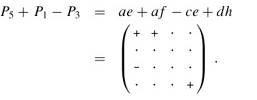 P₅ + P₁ − P₃ = ae + af − ce + dh
= ( + + · ·
· · · ·
− · · ·
· · · + ) .